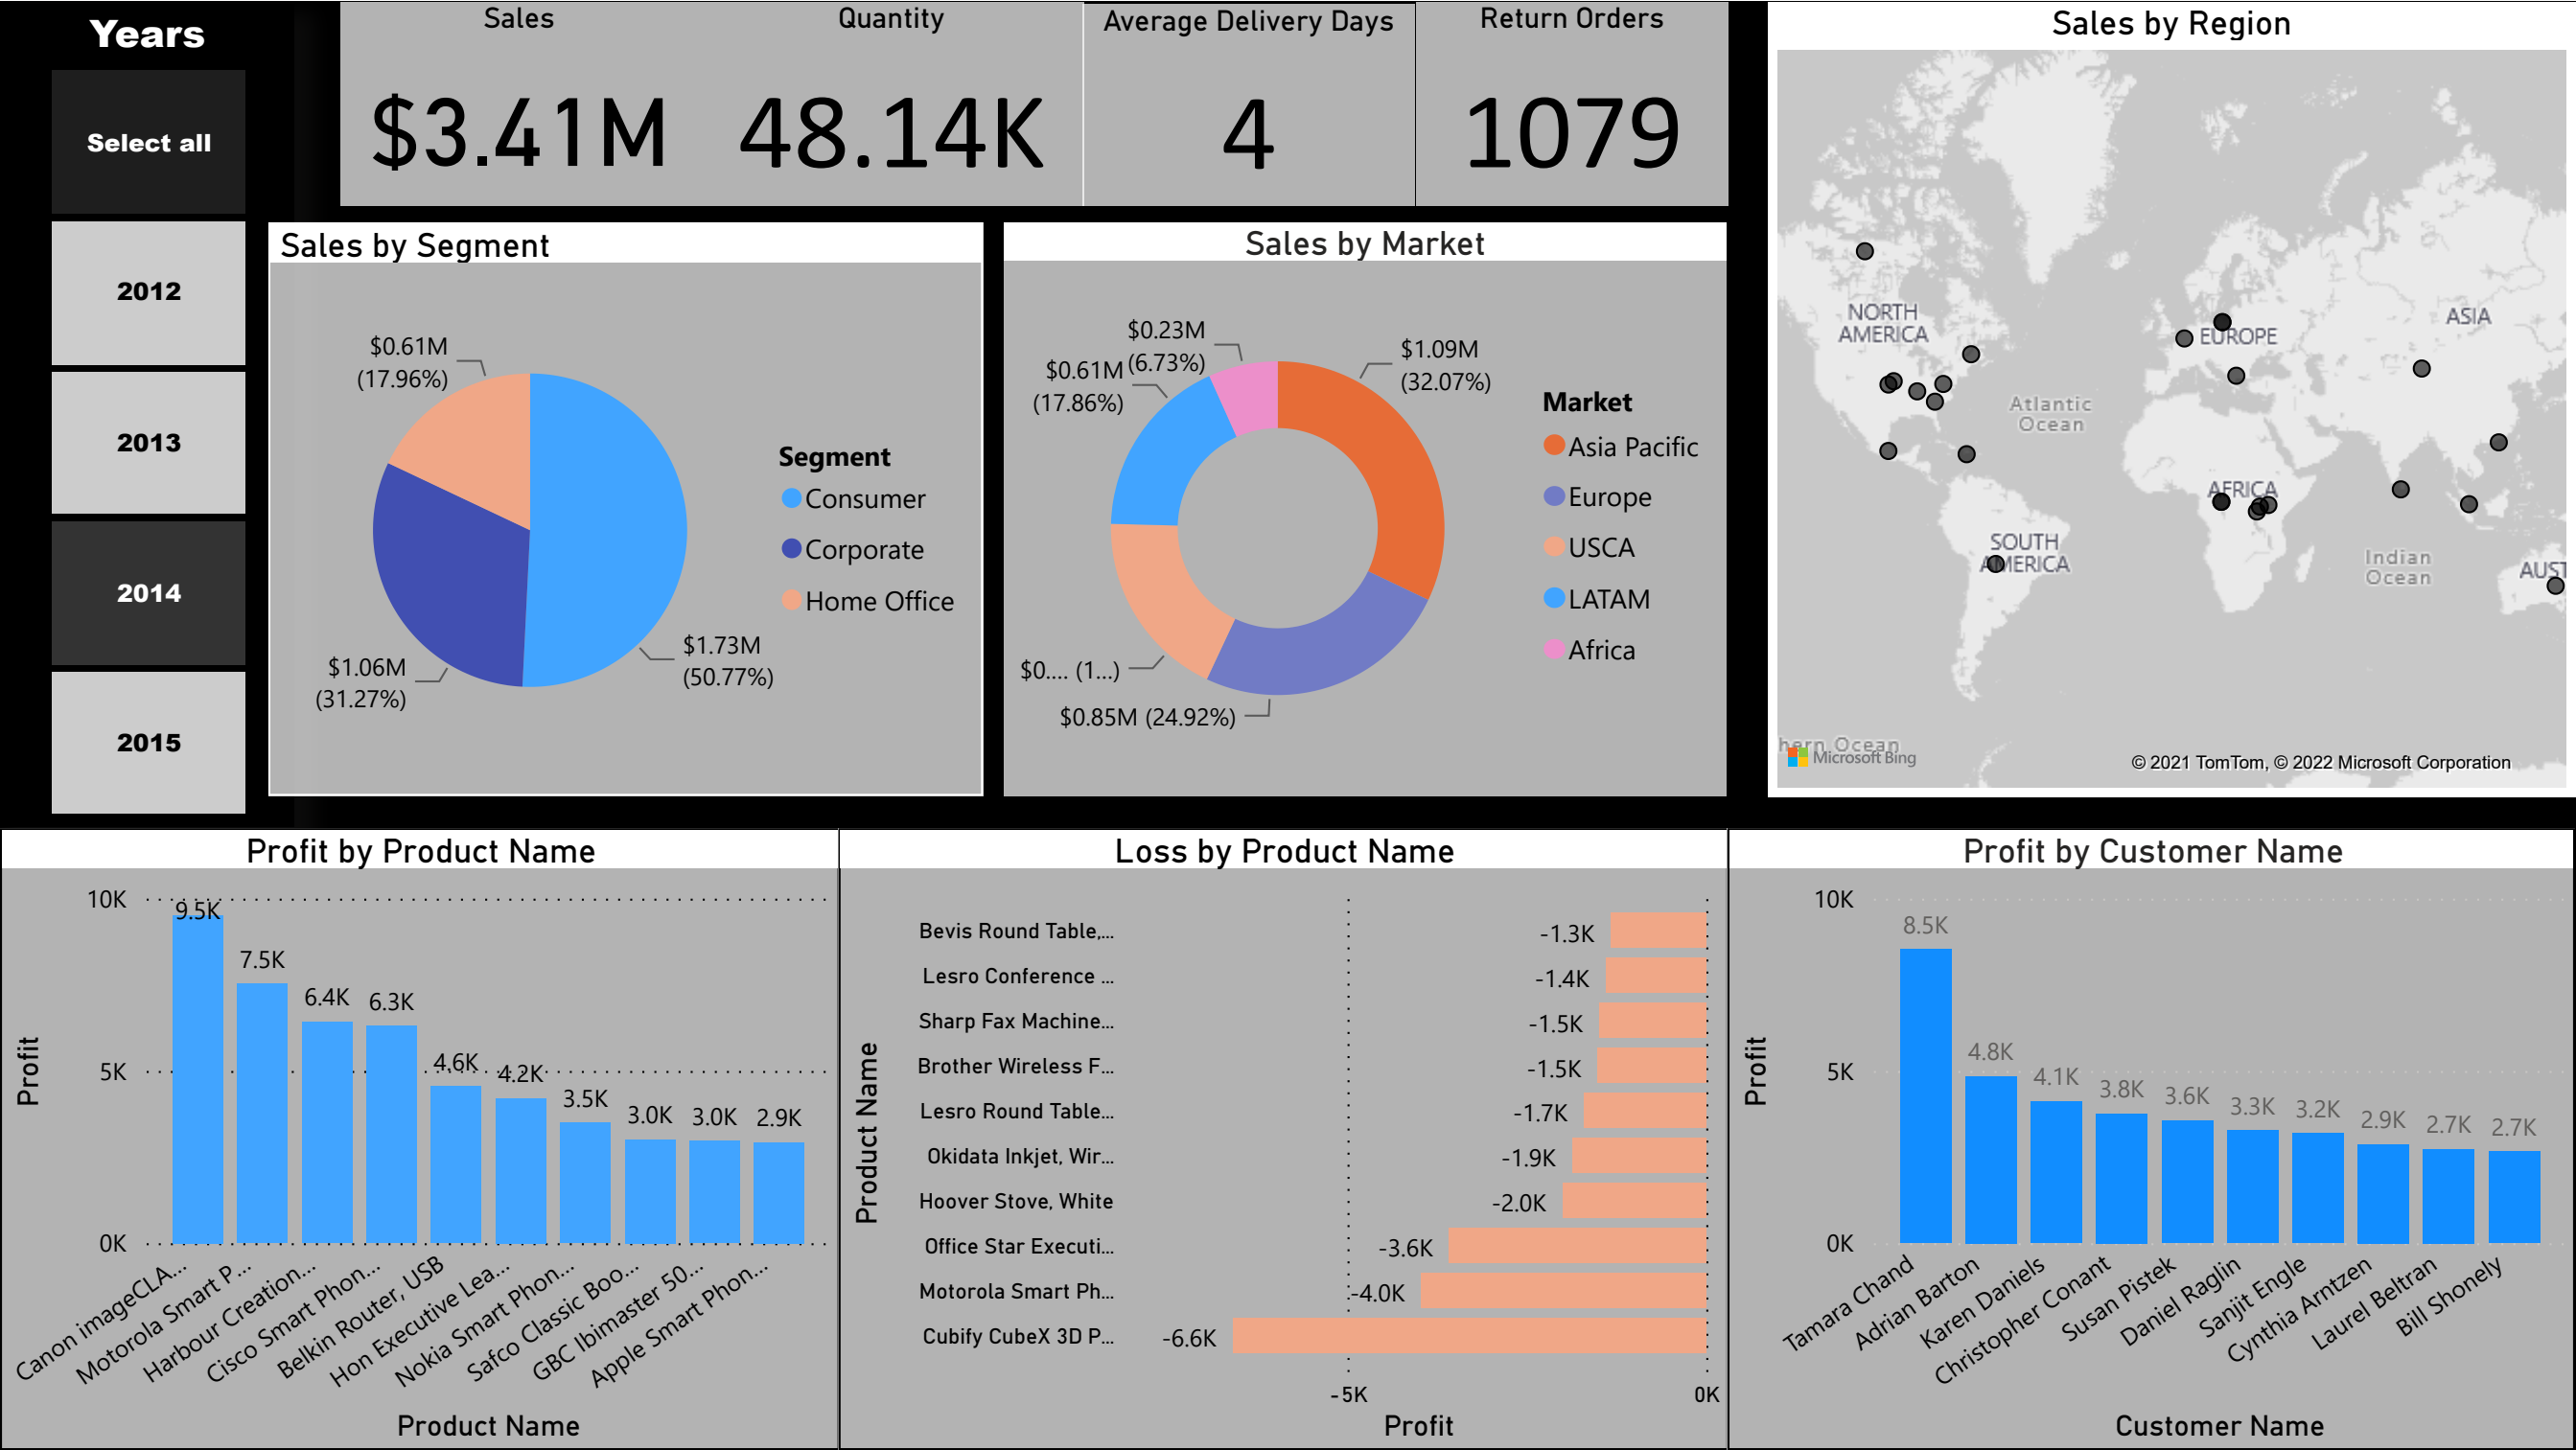 Years
Select all
2012
2013
2014
2015
Sales
$3.41M
Quantity
48.14K
Average Delivery Days
4
Return Orders
1079
Sales by Segment
$0.61M
(17.96%)
$1.06M
(31.27%)
$1.73M
(50.77%)
Segment
Consumer
Corporate
Home Office
Sales by Market
$0.23M
(6.73%)
$0.61M
(17.86%)
$1.09M
(32.07%)
$0.... (1...)
$0.85M (24.92%)
Market
Asia Pacific
Europe
USCA
LATAM
Africa
Sales by Region
NORTH
AMERICA
EUROPE
ASIA
Atlantic
Ocean
AFRICA
SOUTH
AMERICA
Indian
Ocean
AUST
hern Ocean
Microsoft Bing
© 2021 TomTom, © 2022 Microsoft Corporation
Profit by Product Name
Profit
10K
5K
0K
9.5K
7.5K
6.4K
6.3K
4.6K
4.2K
3.5K
3.0K
3.0K
2.9K
Canon imageCLA...
Motorola Smart P...
Harbour Creation...
Cisco Smart Phon...
Belkin Router, USB
Hon Executive Lea...
Nokia Smart Phon...
Safco Classic Boo...
GBC Ibimaster 50...
Apple Smart Phon...
Product Name
Loss by Product Name
Product Name
Bevis Round Table,... -1.3K
Lesro Conference ... -1.4K
Sharp Fax Machine... -1.5K
Brother Wireless F... -1.5K
Lesro Round Table... -1.7K
Okidata Inkjet, Wir... -1.9K
Hoover Stove, White -2.0K
Office Star Executi... -3.6K
Motorola Smart Ph... -4.0K
Cubify CubeX 3D P... -6.6K
-5K
0K
Profit
Profit by Customer Name
Profit
10K
5K
0K
8.5K
4.8K
4.1K
3.8K
3.6K
3.3K
3.2K
2.9K
2.7K
2.7K
Tamara Chand
Adrian Barton
Karen Daniels
Christopher Conant
Susan Pistek
Daniel Raglin
Sanjit Engle
Cynthia Arntzen
Laurel Beltran
Bill Shonely
Customer Name